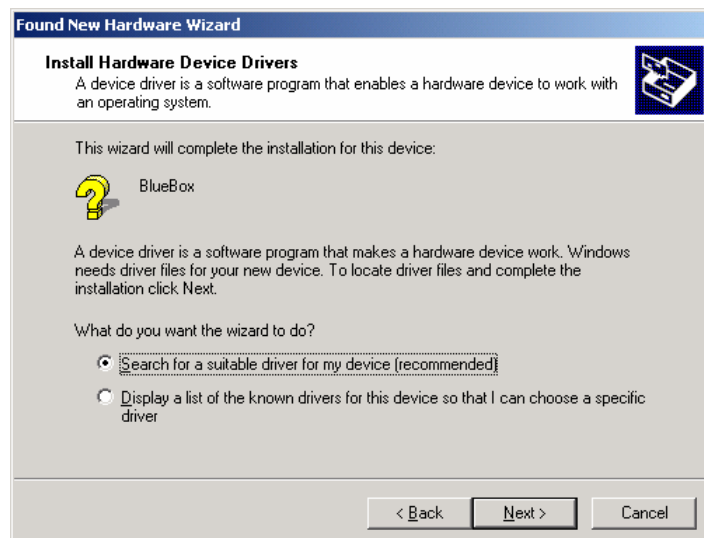 Found New Hardware Wizard
Install Hardware Device Drivers
A device driver is a software program that enables a hardware device to work with
an operating system.
This wizard will complete the installation for this device:
BlueBox
A device driver is a software program that makes a hardware device work. Windows
needs driver files for your new device. To locate driver files and complete the
installation click Next.
What do you want the wizard to do?
Search for a suitable driver for my device (recommended)
Display a list of the known drivers for this device so that I can choose a specific
driver
< Back Next > Cancel